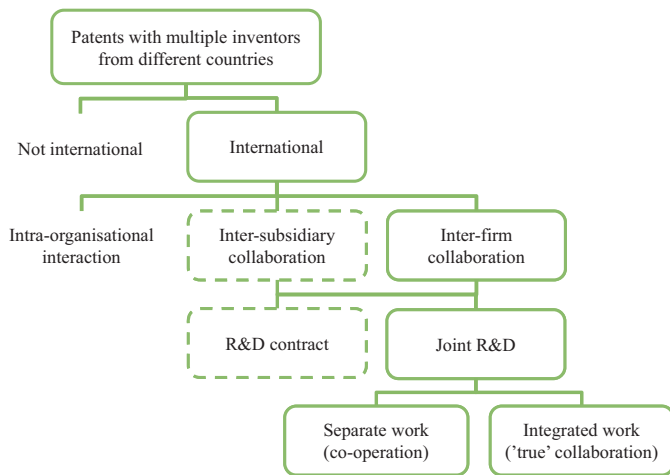 Patents with multiple inventors
from different countries
Not international
International
Intra-organisational
interaction
Inter-subsidiary
collaboration
Inter-firm
collaboration
R&D contract
Joint R&D
Separate work
(co-operation)
Integrated work
('true' collaboration)